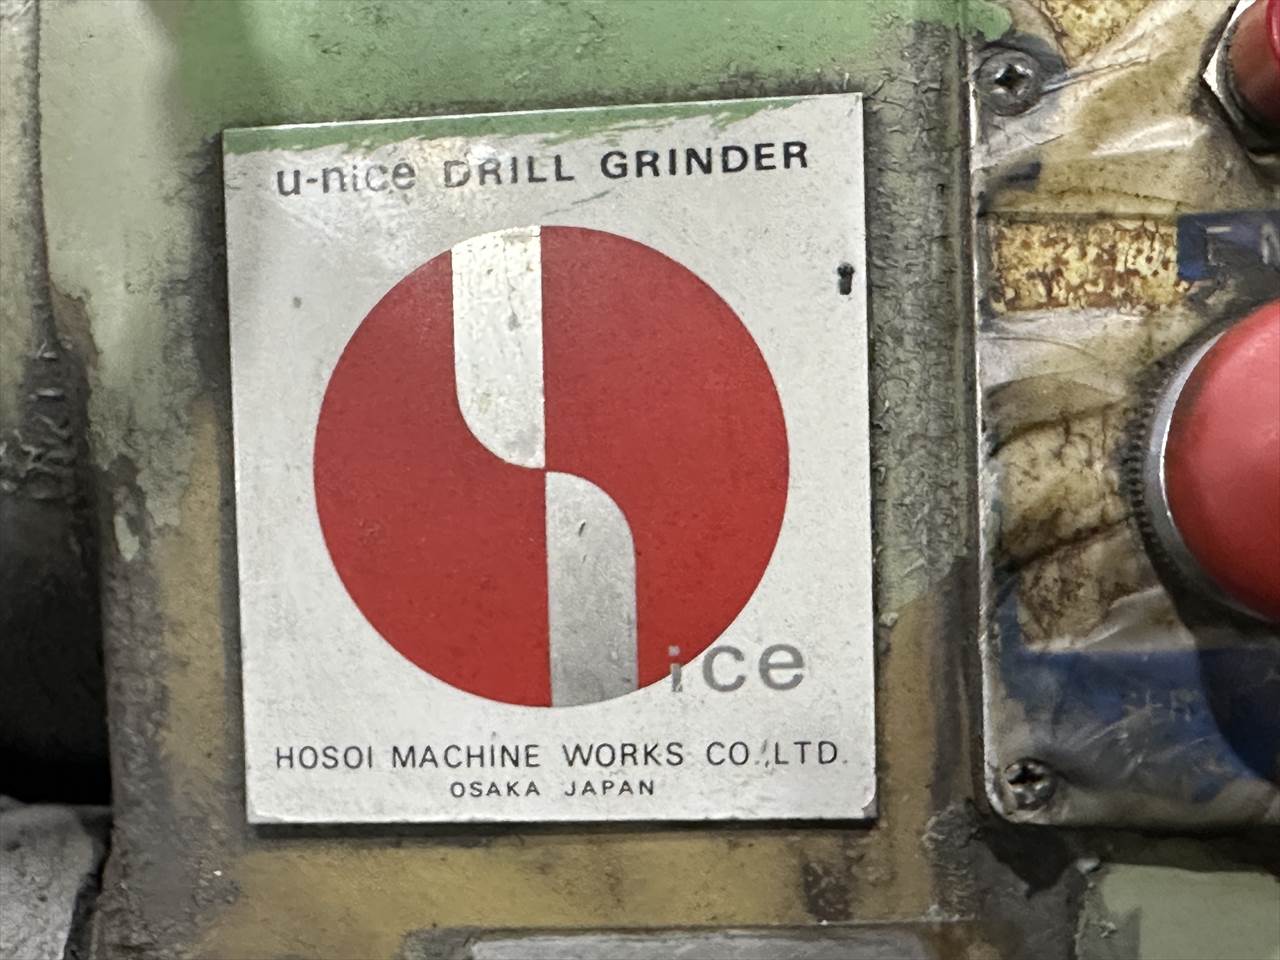 u-nice DRILL GRINDER
ice
HOSOI MACHINE WORKS CO.,LTD.
OSAKA JAPAN